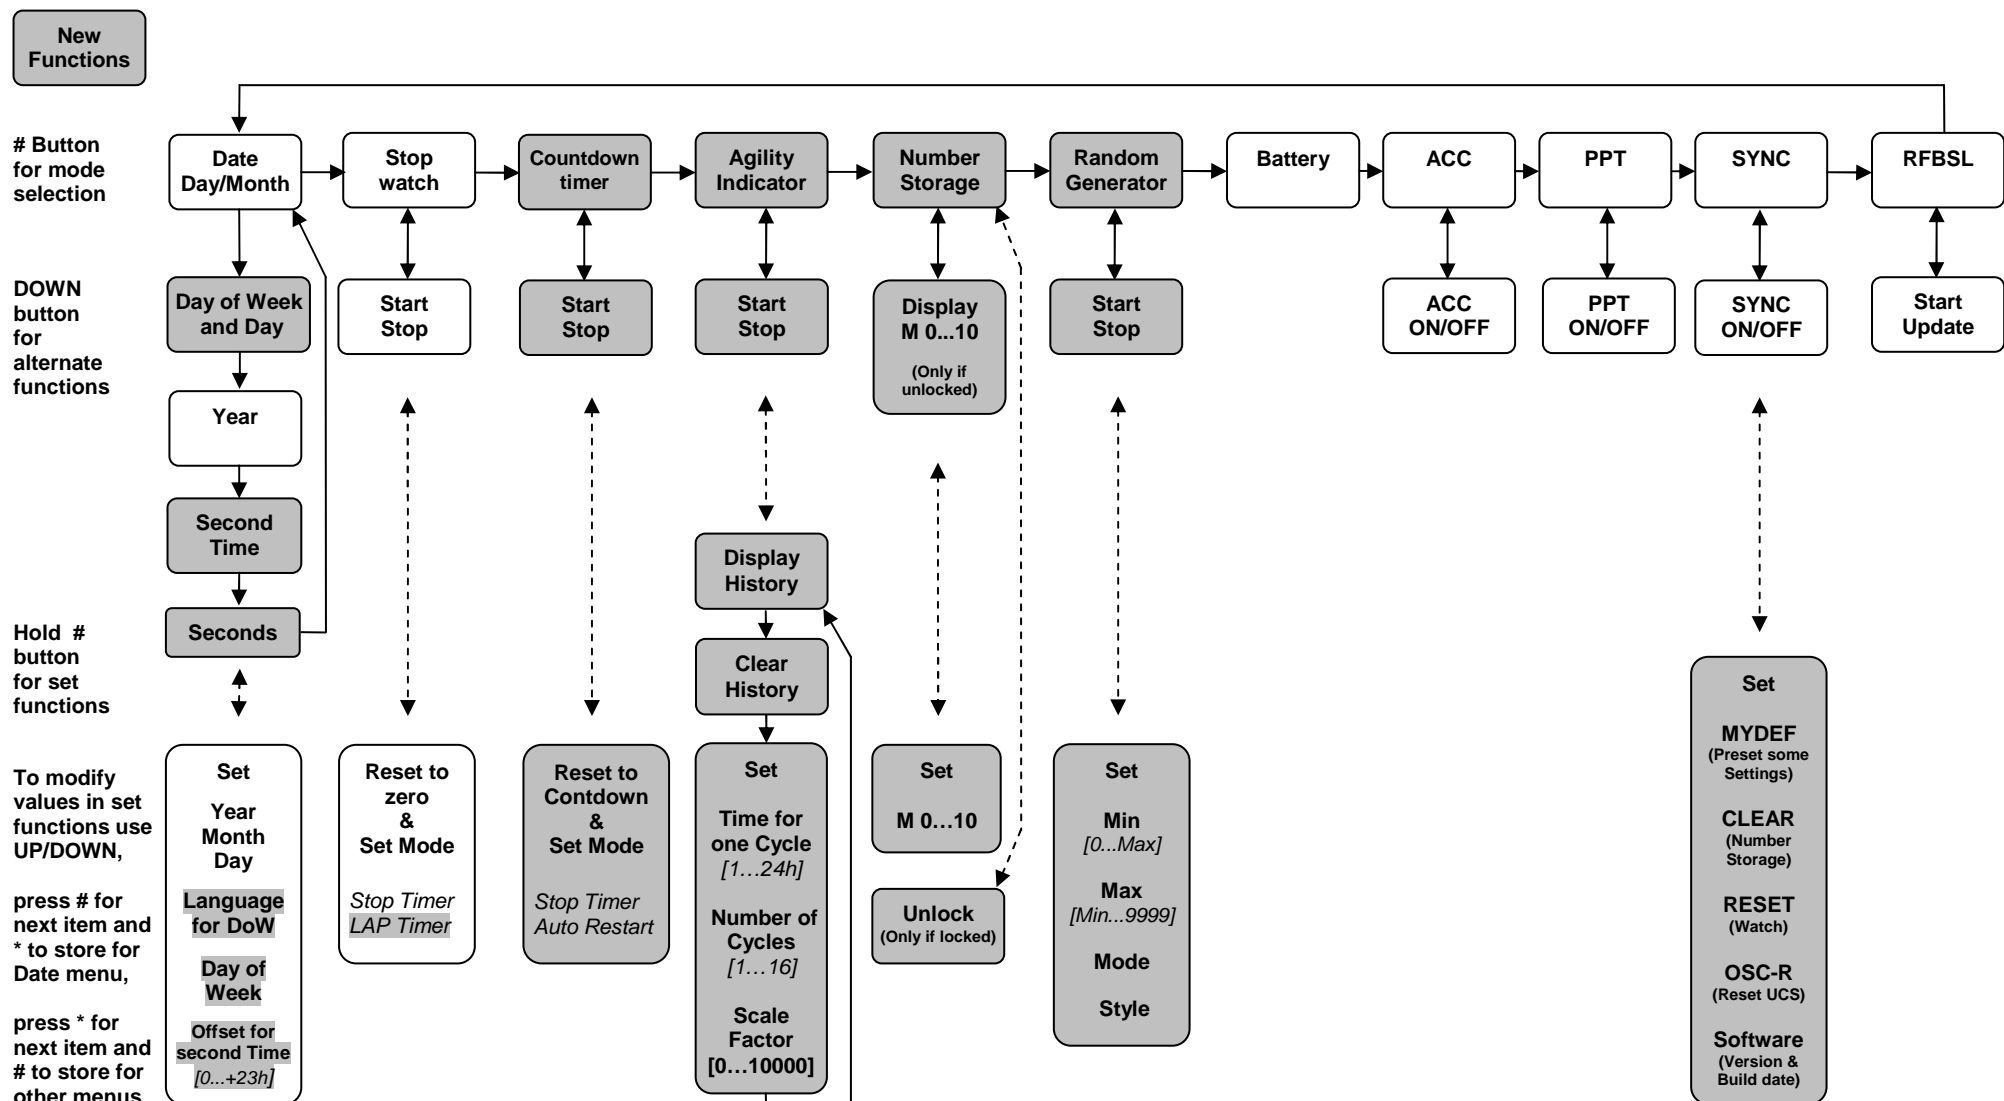 New
Functions
# Button
for mode
selection
Date
Day/Month
Stop
watch
Countdown
timer
Agility
Indicator
Number
Storage
Random
Generator
Battery
ACC
PPT
SYNC
RFBSL
DOWN
button
for
alternate
functions
Day of Week
and Day
Start
Stop
Start
Stop
Start
Stop
Display
M 0...10
(Only if
unlocked)
Start
Stop
ACC
ON/OFF
PPT
ON/OFF
SYNC
ON/OFF
Start
Update
Year
Second
Time
Seconds
Display
History
Clear
History
Hold #
button
for set
functions
To modify
values in set
functions use
UP/DOWN,
press # for
next item and
* to store for
Date menu,
press * for
next item and
# to store for
other menus
Set
Year
Month
Day
Language
for DoW
Day of
Week
Offset for
second Time
[0...+23h]
Reset to
zero
&
Set Mode
Stop Timer
LAP Timer
Reset to
Contdown
&
Set Mode
Stop Timer
Auto Restart
Set
Time for
one Cycle
[1...24h]
Number of
Cycles
[1...16]
Scale
Factor
[0...10000]
Set
M 0...10
Unlock
(Only if locked)
Set
Min
[0...Max]
Max
[Min...9999]
Mode
Style
Set
MYDEF
(Preset some
Settings)
CLEAR
(Number
Storage)
RESET
(Watch)
OSC-R
(Reset UCS)
Software
(Version &
Build date)